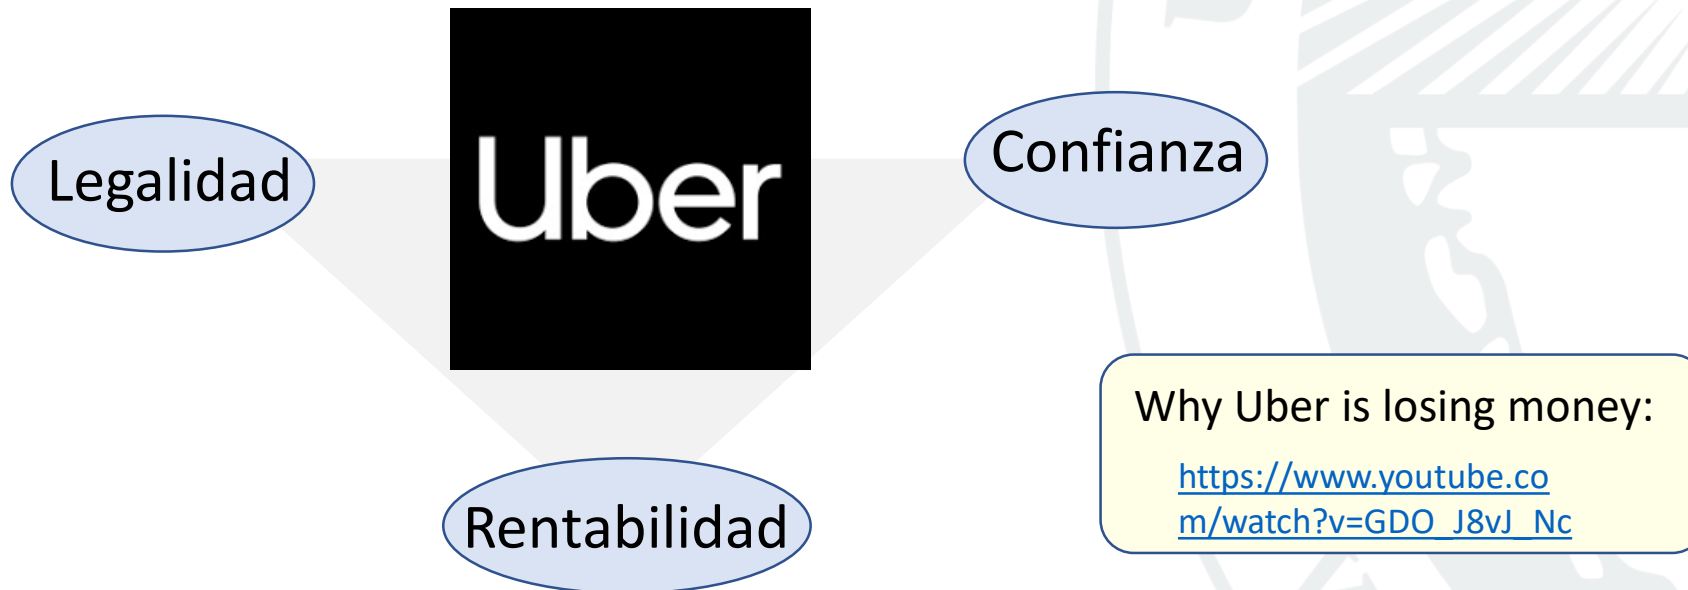 Legalidad
Uber
Confianza
Rentabilidad
Why Uber is losing money:
https://www.youtube.co
m/watch?v=GDO_J8vJ_Nc